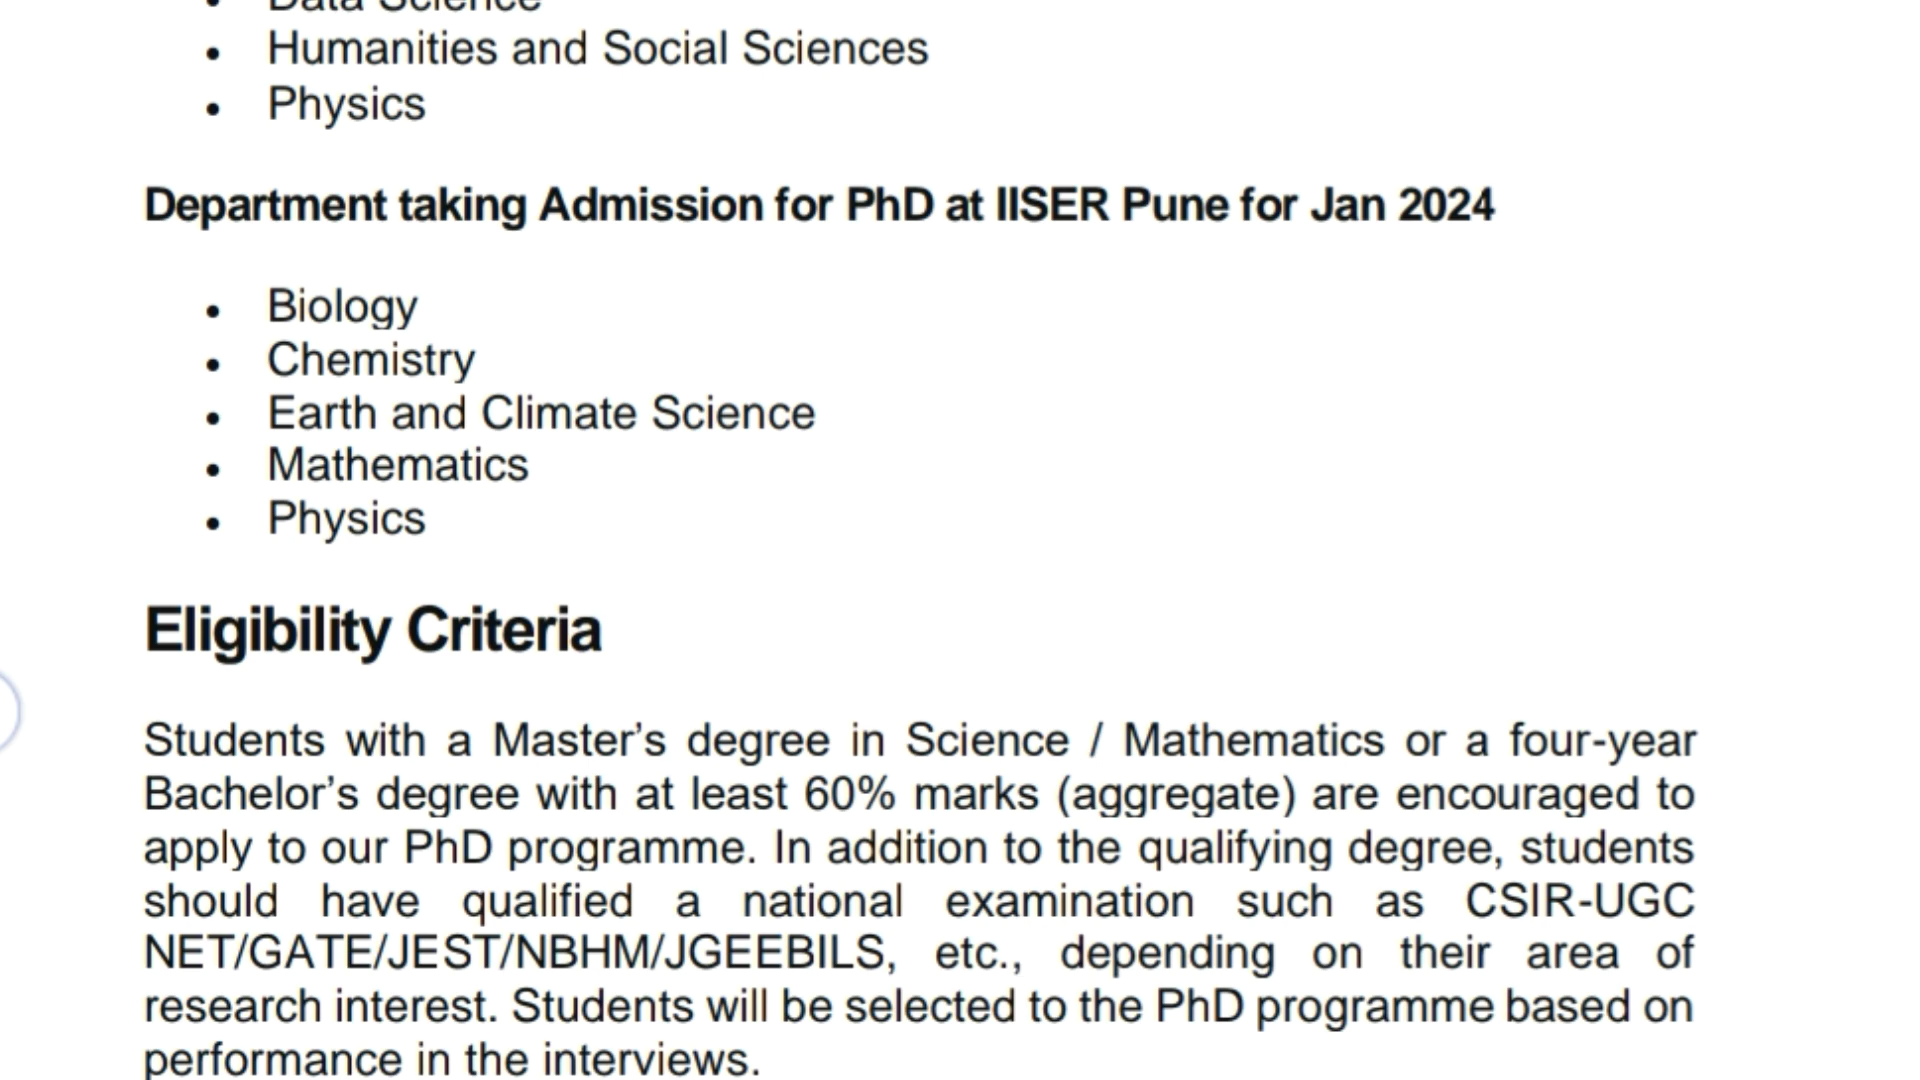 Data Science
Humanities and Social Sciences
Physics
Department taking Admission for PhD at IISER Pune for Jan 2024
Biology
Chemistry
Earth and Climate Science
Mathematics
Physics
Eligibility Criteria
Students with a Master’s degree in Science / Mathematics or a four-year
Bachelor’s degree with at least 60% marks (aggregate) are encouraged to
apply to our PhD programme. In addition to the qualifying degree, students
should have qualified a national examination such as CSIR-UGC
NET/GATE/JEST/NBHM/JGEEBILS, etc., depending on their area of
research interest. Students will be selected to the PhD programme based on
performance in the interviews.